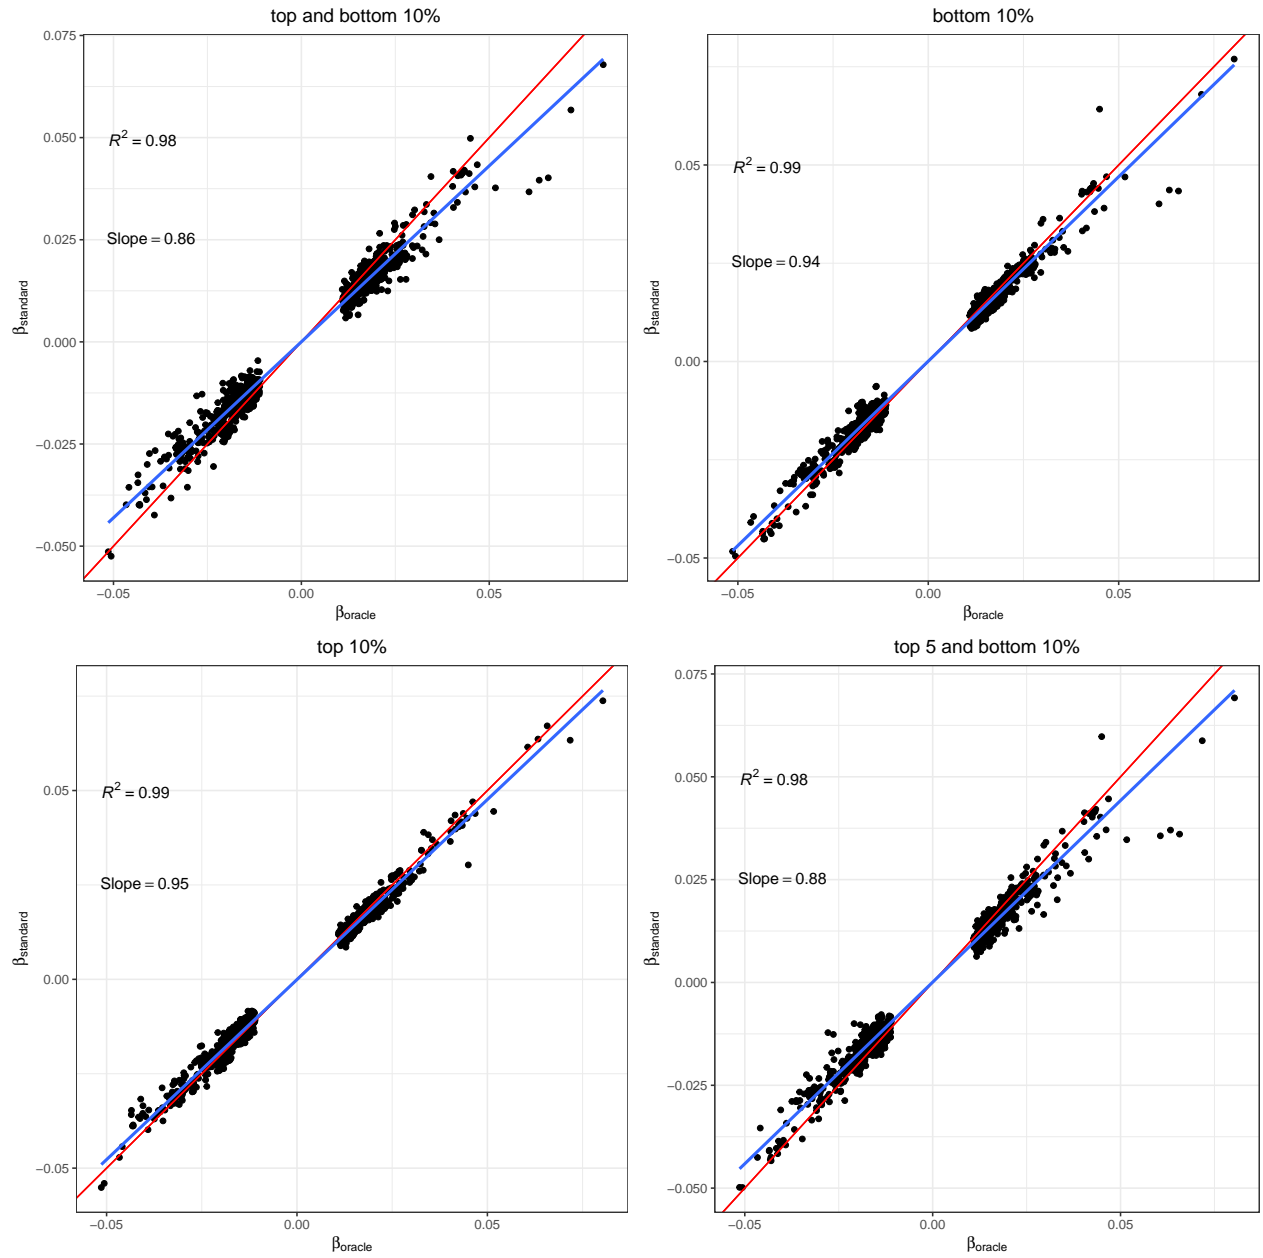 top and bottom 10%
0.075
0.050
0.025
0.000
−0.025
−0.050
R² = 0.98
Slope = 0.86
βstandard
−0.05
0.00
0.05
βoracle
bottom 10%
0.05
0.00
−0.05
R² = 0.99
Slope = 0.94
βstandard
−0.05
0.00
0.05
βoracle
top 10%
0.05
0.00
−0.05
R² = 0.99
Slope = 0.95
βstandard
−0.05
0.00
0.05
βoracle
top 5 and bottom 10%
0.075
0.050
0.025
0.000
−0.025
−0.050
R² = 0.98
Slope = 0.88
βstandard
−0.05
0.00
0.05
βoracle